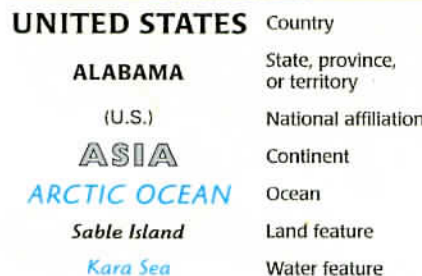 UNITED STATES Country
ALABAMA State, province,
or territory
(U.S.) National affiliation
ASIA Continent
ARCTIC OCEAN Ocean
Sable Island Land feature
Kara Sea Water feature